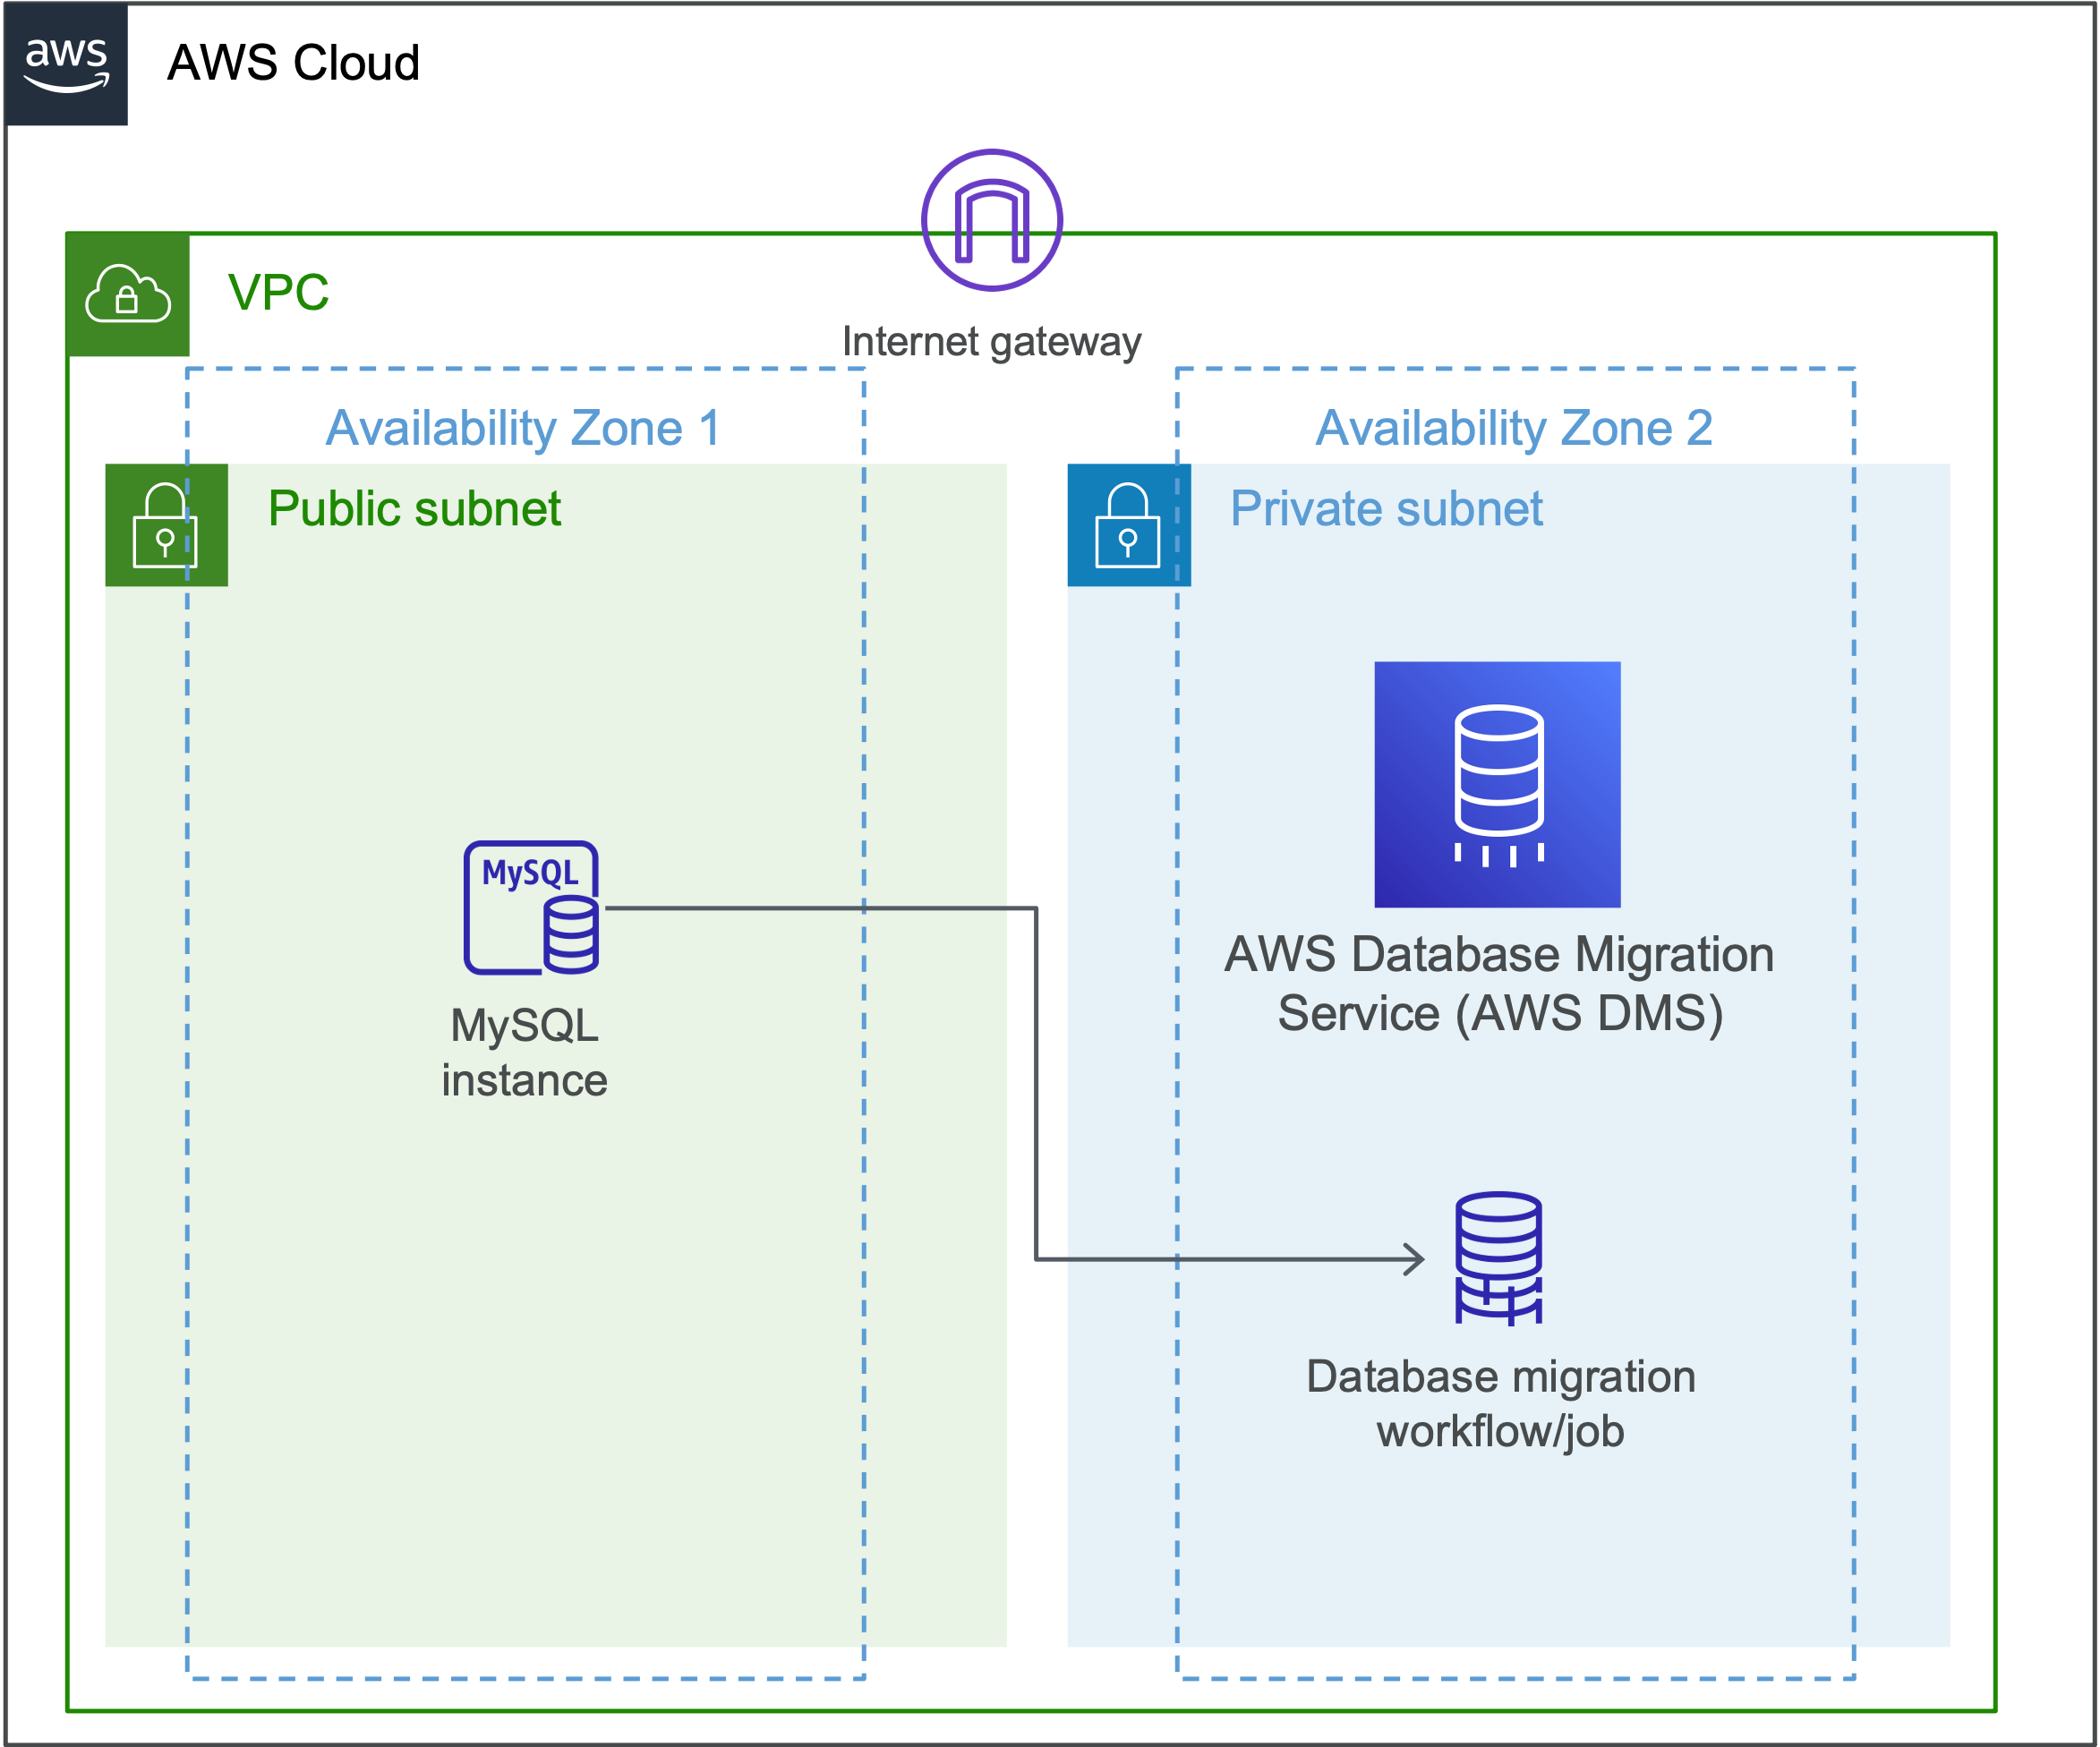 aws
AWS Cloud
VPC
Internet gateway
Availability Zone 1
Availability Zone 2
Public subnet
Private subnet
MySQL
MySQL
instance
AWS Database Migration
Service (AWS DMS)
Database migration
workflow/job